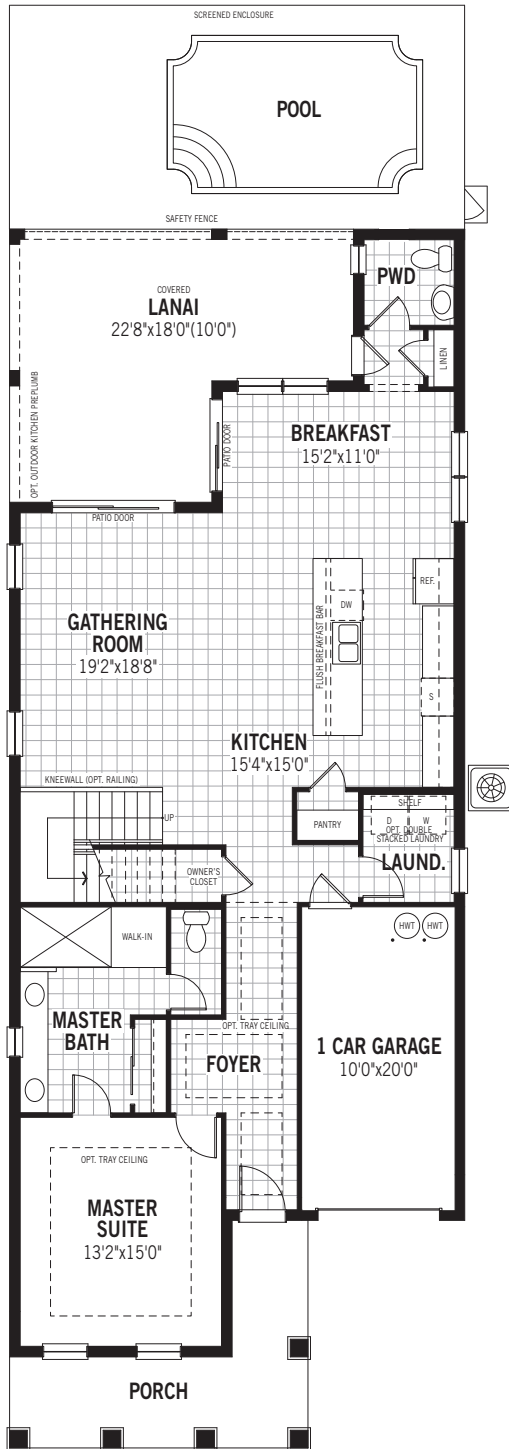 SCREENED ENCLOSURE
POOL
SAFETY FENCE
PWD
COVERED
LANAI
22'8"x18'0"(10'0")
LINEN
OPT. OUTDOOR KITCHEN PREPLUMB
PATIO DOOR
BREAKFAST
15'2"x11'0"
PATIO DOOR
REF.
DW
FLUSH BREAKFAST BAR
GATHERING
ROOM
19'2"x18'8"
S
KITCHEN
15'4"x15'0"
KNEEWALL (OPT. RAILING)
UP
PANTRY
SHELF
D
W
OPT. DOUBLE
STACKED LAUNDRY
LAUND.
OWNER'S
CLOSET
HWT
HWT
WALK-IN
MASTER
BATH
OPT. TRAY CEILING
FOYER
1 CAR GARAGE
10'0"x20'0"
OPT. TRAY CEILING
MASTER
SUITE
13'2"x15'0"
PORCH